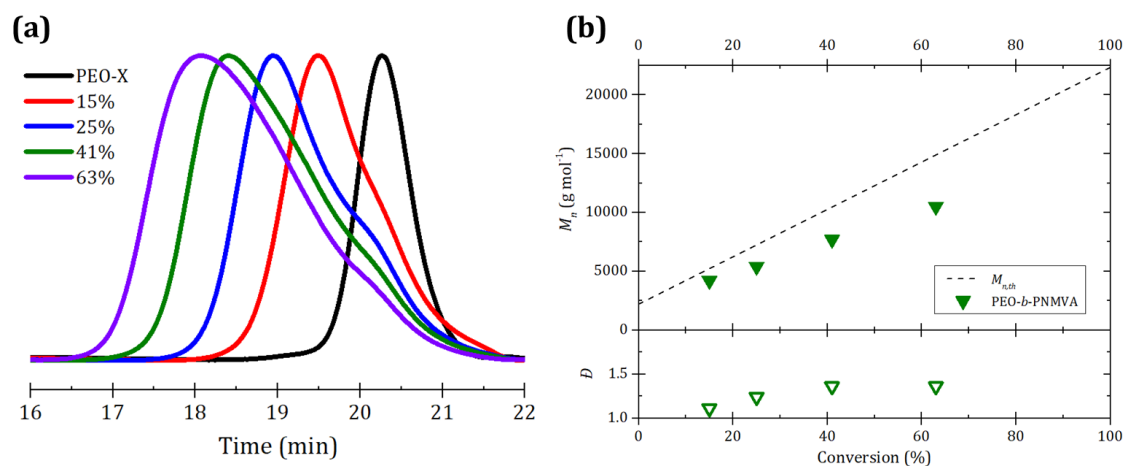 (a)
PEO-X
15%
25%
41%
63%
16 17 18 19 20 21 22
Time (min)
(b)
0 20 40 60 80 100
20000
15000
10000
5000
0
Mn (g mol⁻¹)
Mn,th
PEO-b-PNMVA
1.5
1.0
Đ
0 20 40 60 80 100
Conversion (%)